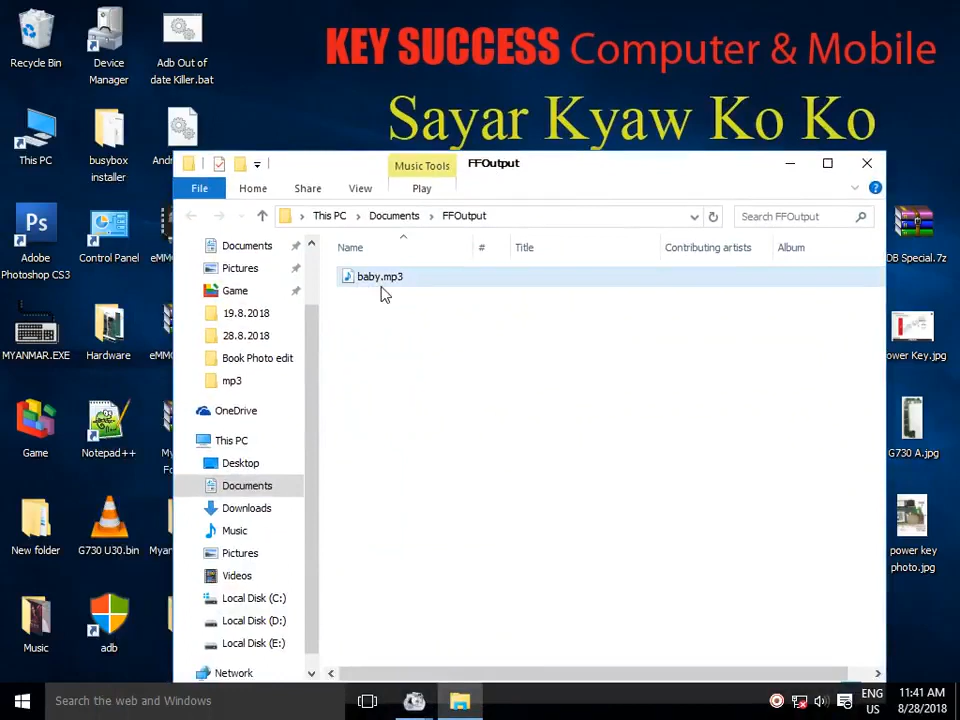 KEY SUCCESS Computer & Mobile
Sayar Kyaw Ko Ko
Recycle Bin
Device Manager
Adb Out of date Killer.bat
This PC
busybox installer
Adobe Photoshop CS3
Control Panel
MYANMAR.EXE
Hardware
Game
Notepad++
New folder
G730 U30.bin
Music
adb
DB Special.7z
ower Key.jpg
G730 A.jpg
power key photo.jpg
Music Tools
FFOutput
File
Home
Share
View
Play
This PC
Documents
FFOutput
Search FFOutput
Name
#
Title
Contributing artists
Album
baby.mp3
Documents
Pictures
Game
19.8.2018
28.8.2018
Book Photo edit
mp3
OneDrive
This PC
Desktop
Documents
Downloads
Music
Pictures
Videos
Local Disk (C:)
Local Disk (D:)
Local Disk (E:)
Network
Search the web and Windows
ENG
US
11:41 AM
8/28/2018